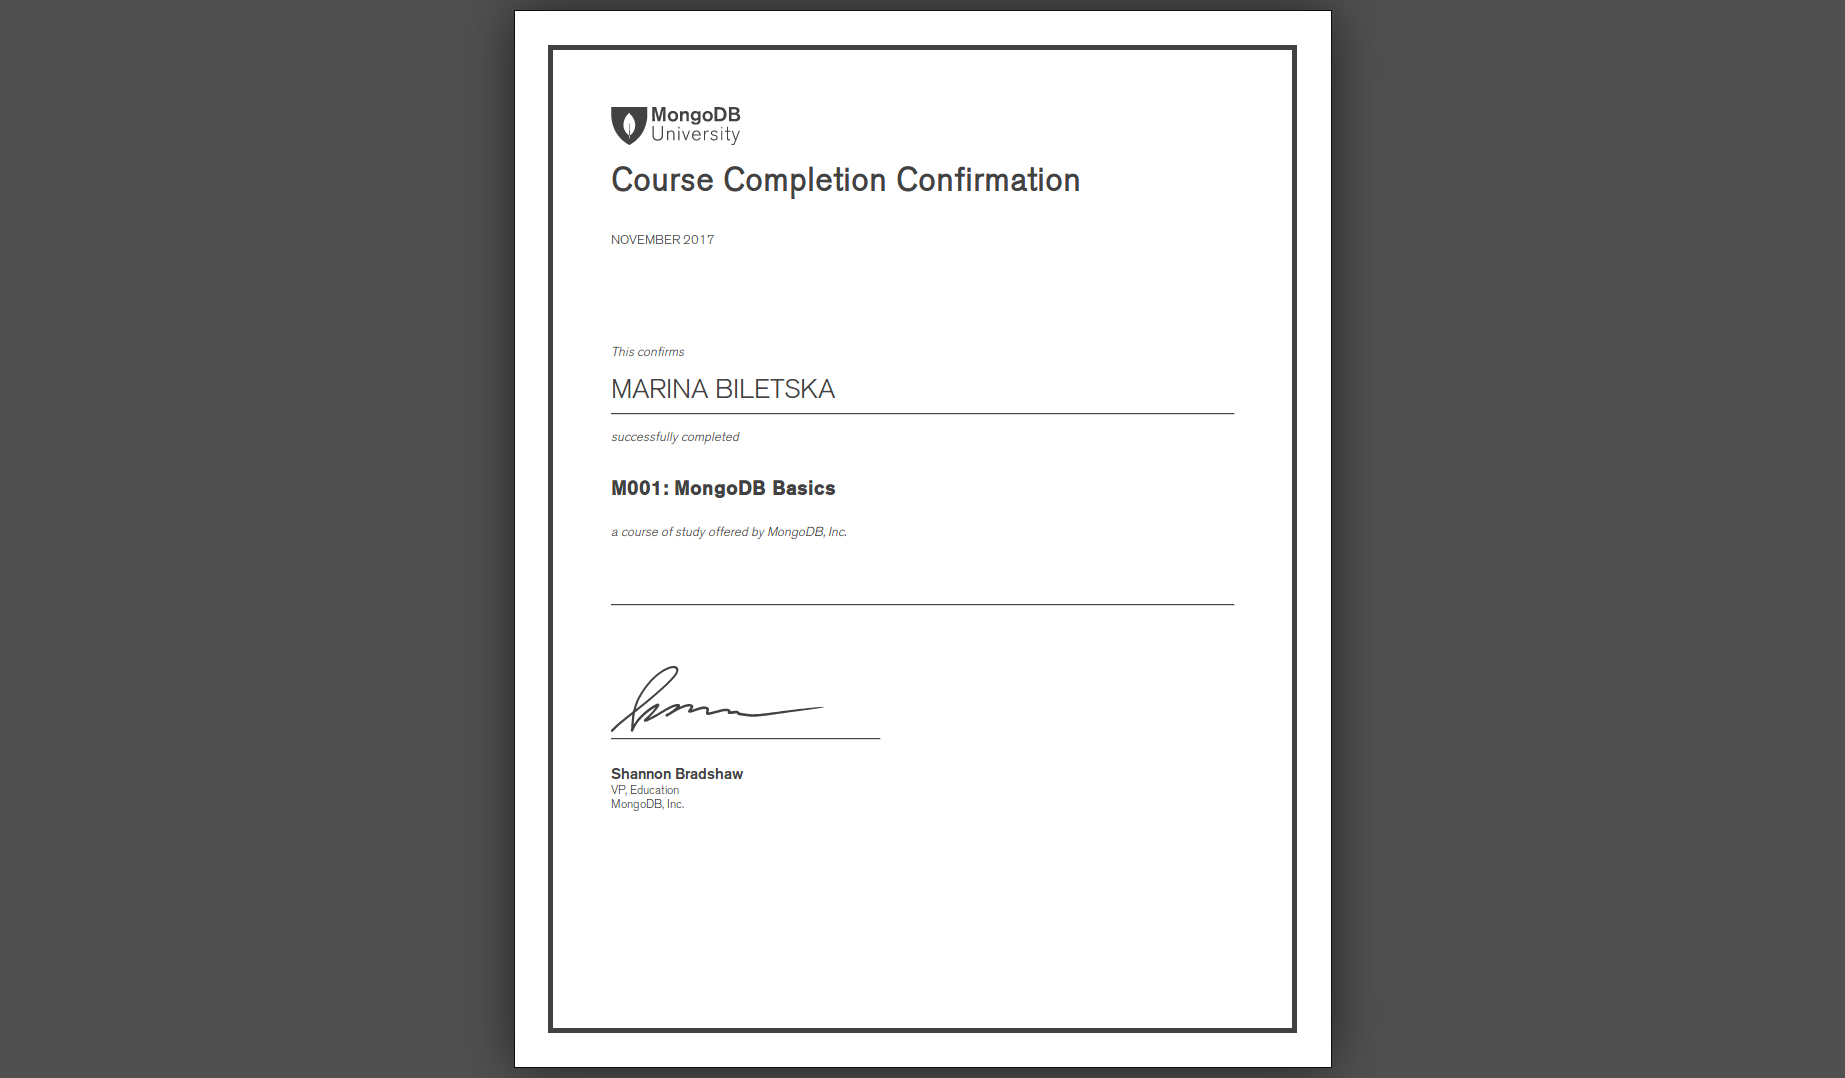 MongoDB
University
Course Completion Confirmation
NOVEMBER 2017
This confirms
MARINA BILETSKA
successfully completed
M001: MongoDB Basics
a course of study offered by MongoDB, Inc.
Shannon Bradshaw
VP, Education
MongoDB, Inc.